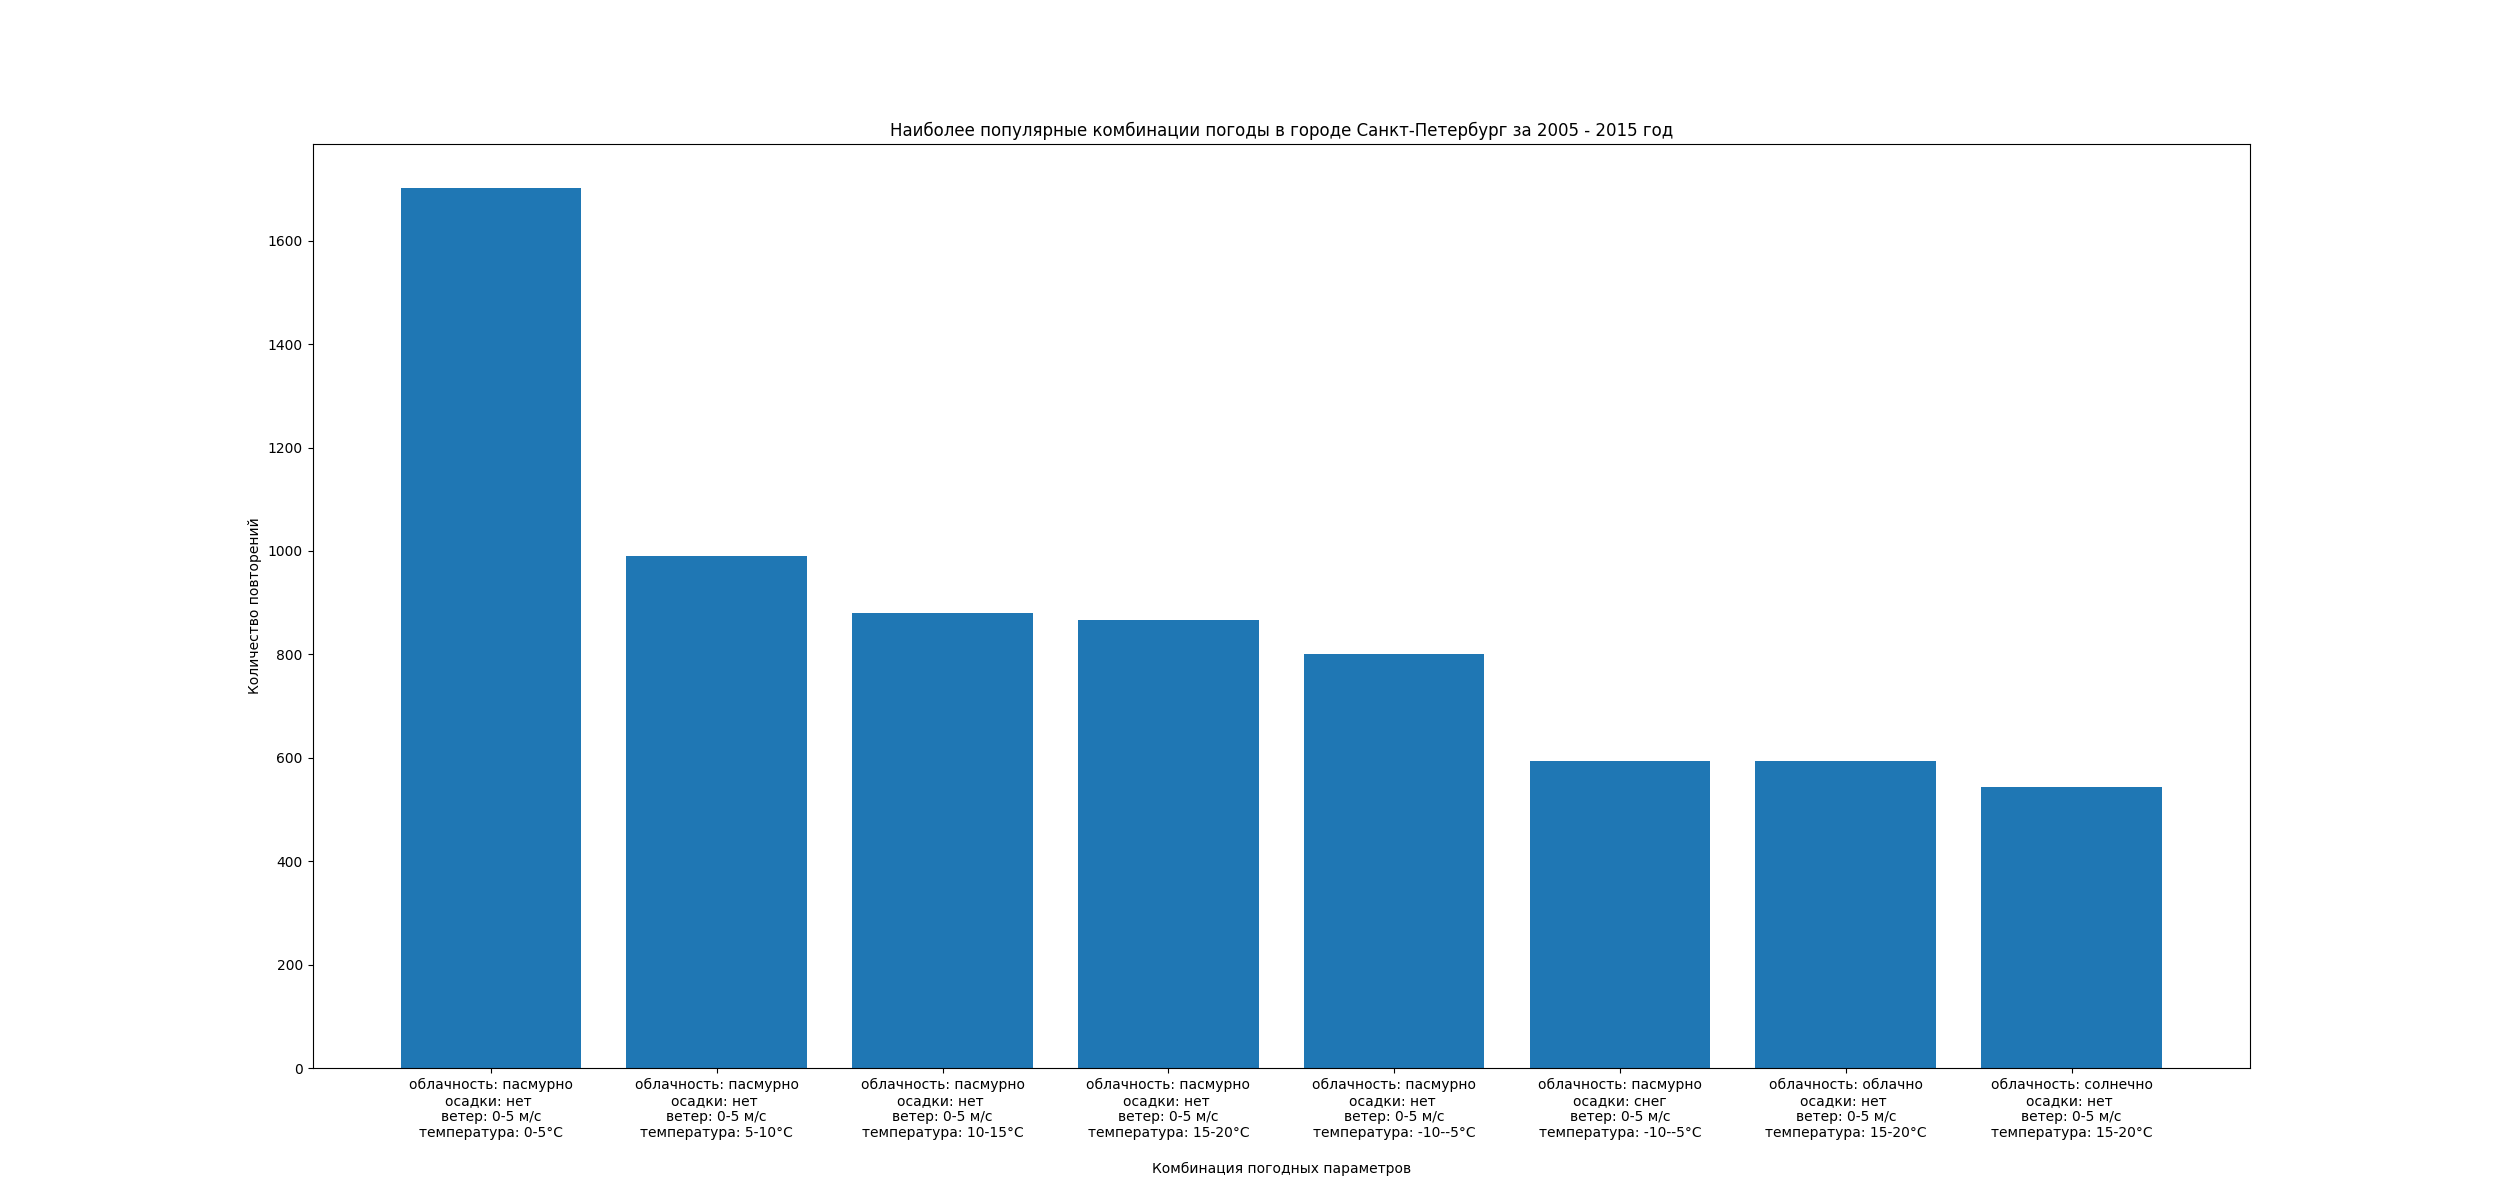 Наиболее популярные комбинации погоды в городе Санкт-Петербург за 2005 - 2015 год
Количество повторений
1600
1400
1200
1000
800
600
400
200
0
облачность: пасмурно
осадки: нет
ветер: 0-5 м/с
температура: 0-5°C
облачность: пасмурно
осадки: нет
ветер: 0-5 м/с
температура: 5-10°C
облачность: пасмурно
осадки: нет
ветер: 0-5 м/с
температура: 10-15°C
облачность: пасмурно
осадки: нет
ветер: 0-5 м/с
температура: 15-20°C
облачность: пасмурно
осадки: нет
ветер: 0-5 м/с
температура: -10--5°C
облачность: пасмурно
осадки: снег
ветер: 0-5 м/с
температура: -10--5°C
облачность: облачно
осадки: нет
ветер: 0-5 м/с
температура: 15-20°C
облачность: солнечно
осадки: нет
ветер: 0-5 м/с
температура: 15-20°C
Комбинация погодных параметров